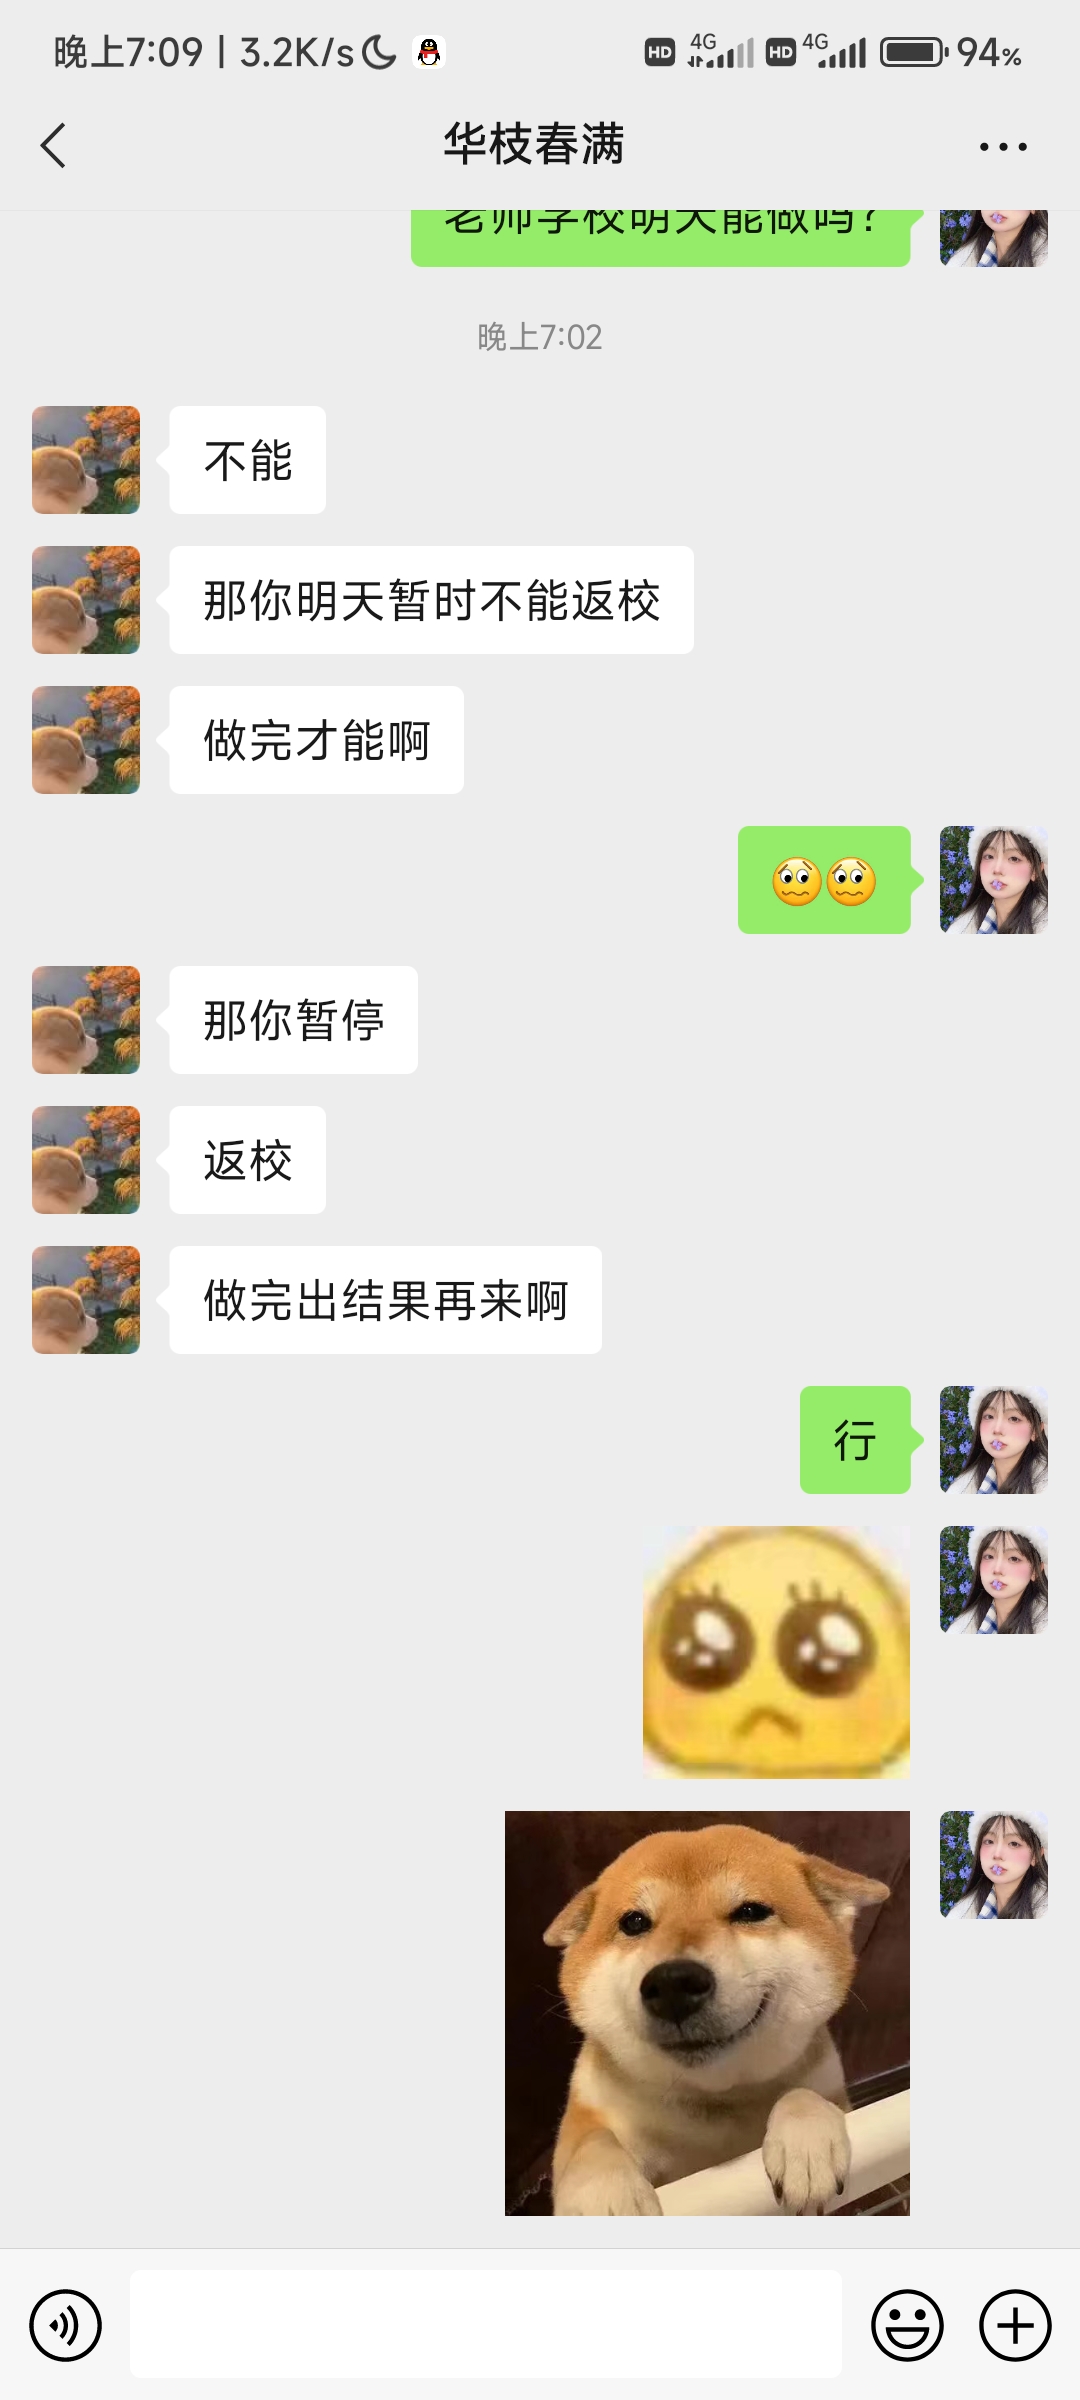 晚上7:09 | 3.2K/s
HD 4G HD 4G 94%
华枝春满
老师学校明天能做吗?
晚上7:02
不能
那你明天暂时不能返校
做完才能啊
🥴🥴
那你暂停
返校
做完出结果再来啊
行